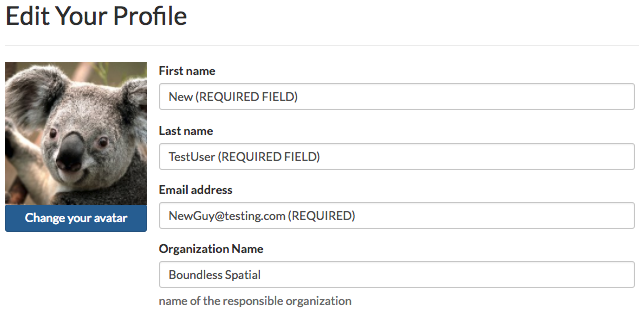 Edit Your Profile
First name
New (REQUIRED FIELD)
Last name
TestUser (REQUIRED FIELD)
Email address
NewGuy@testing.com (REQUIRED)
Organization Name
Boundless Spatial
name of the responsible organization
Change your avatar